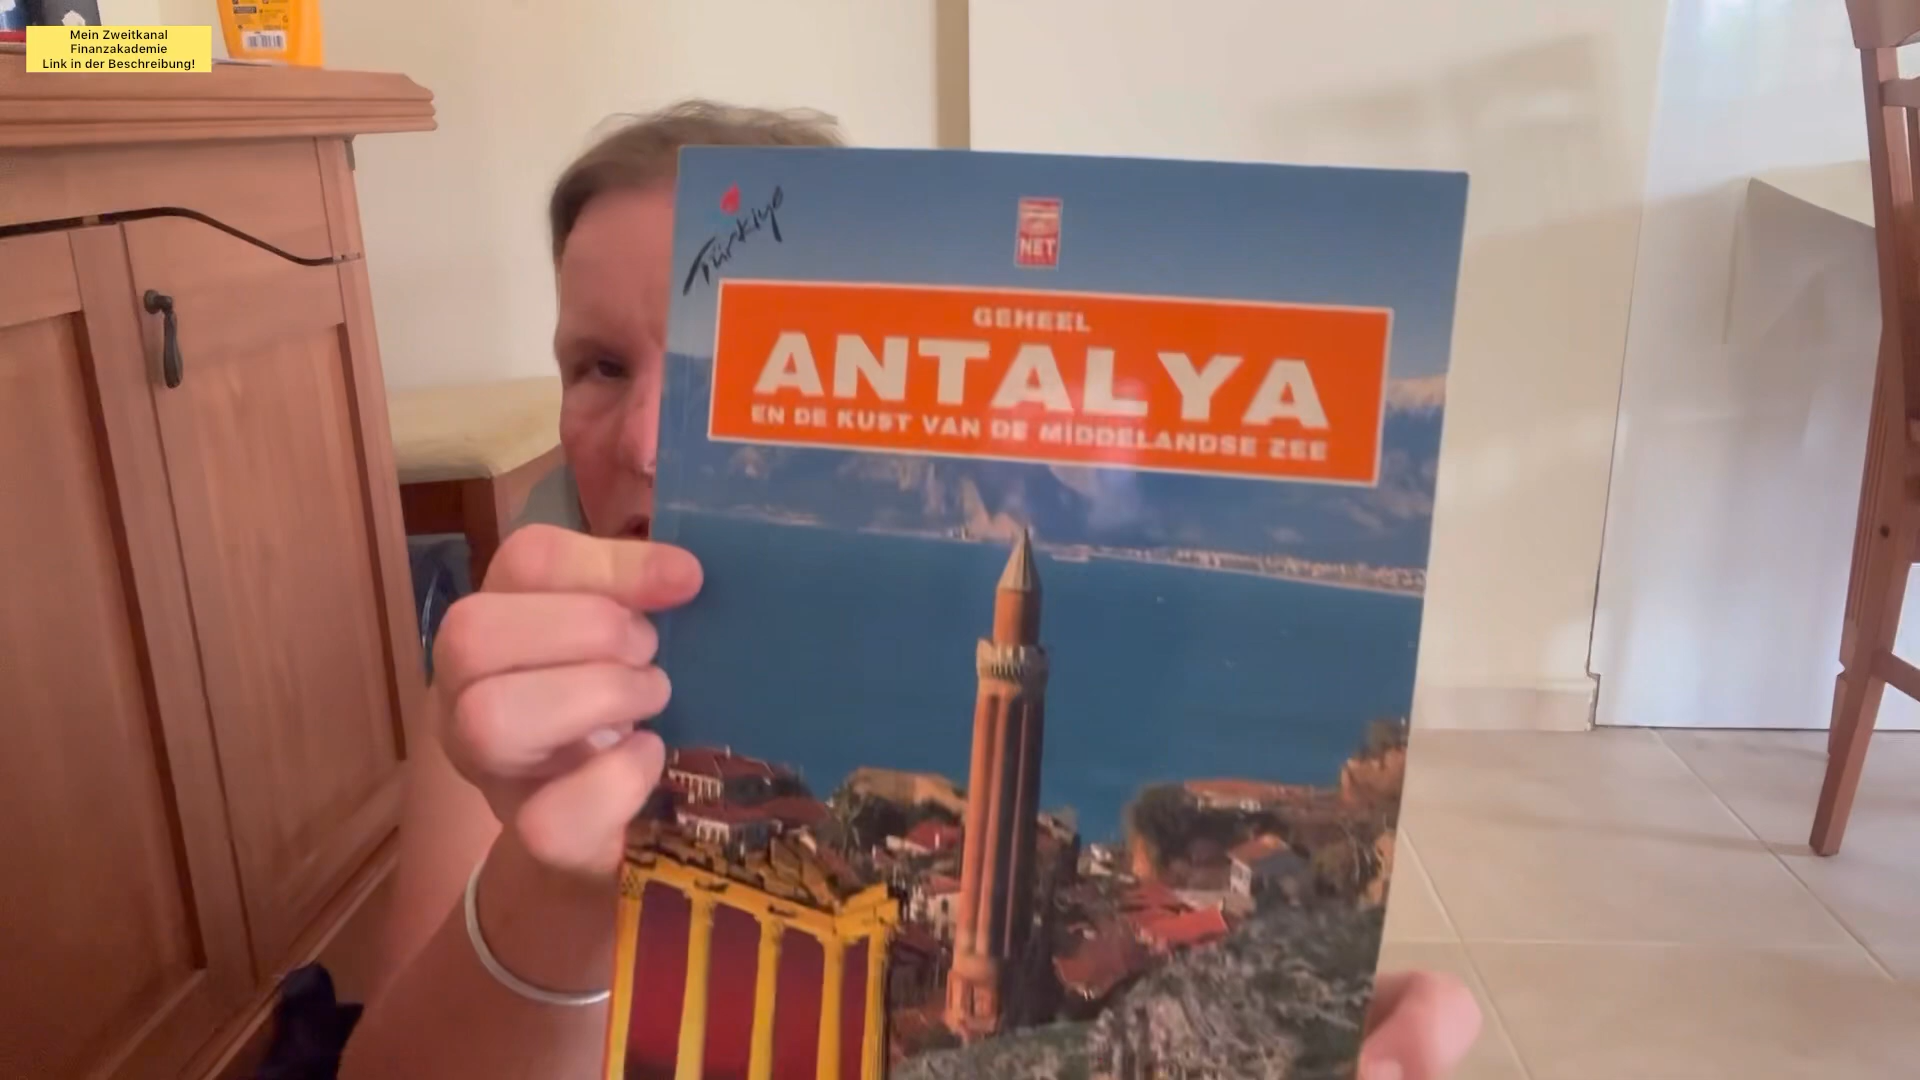 Mein Zweitkanal
Finanzakademie
Link in der Beschreibung!
Türkiye
NET
GEHEEL
ANTALYA
EN DE KUST VAN DE MIDDELANDSE ZEE